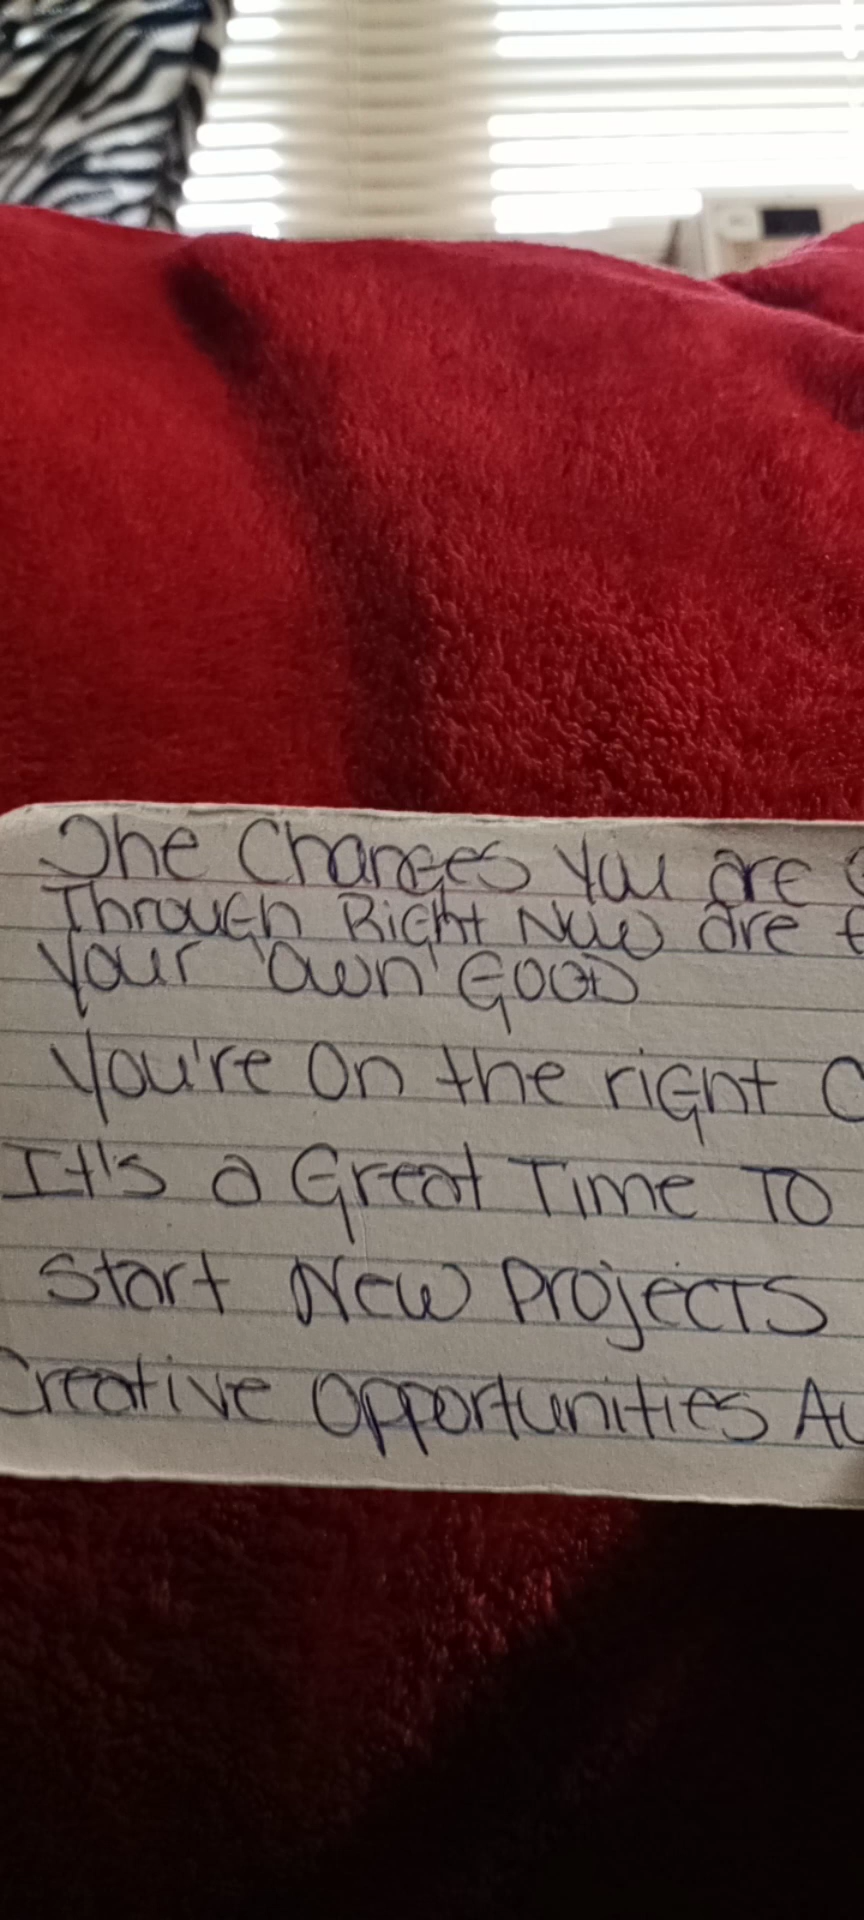 The Changes You are
Through Right Now are
your 'own' GOOD
You're On the right
It's a Great Time To
Start New Projects
Creative Opportunities